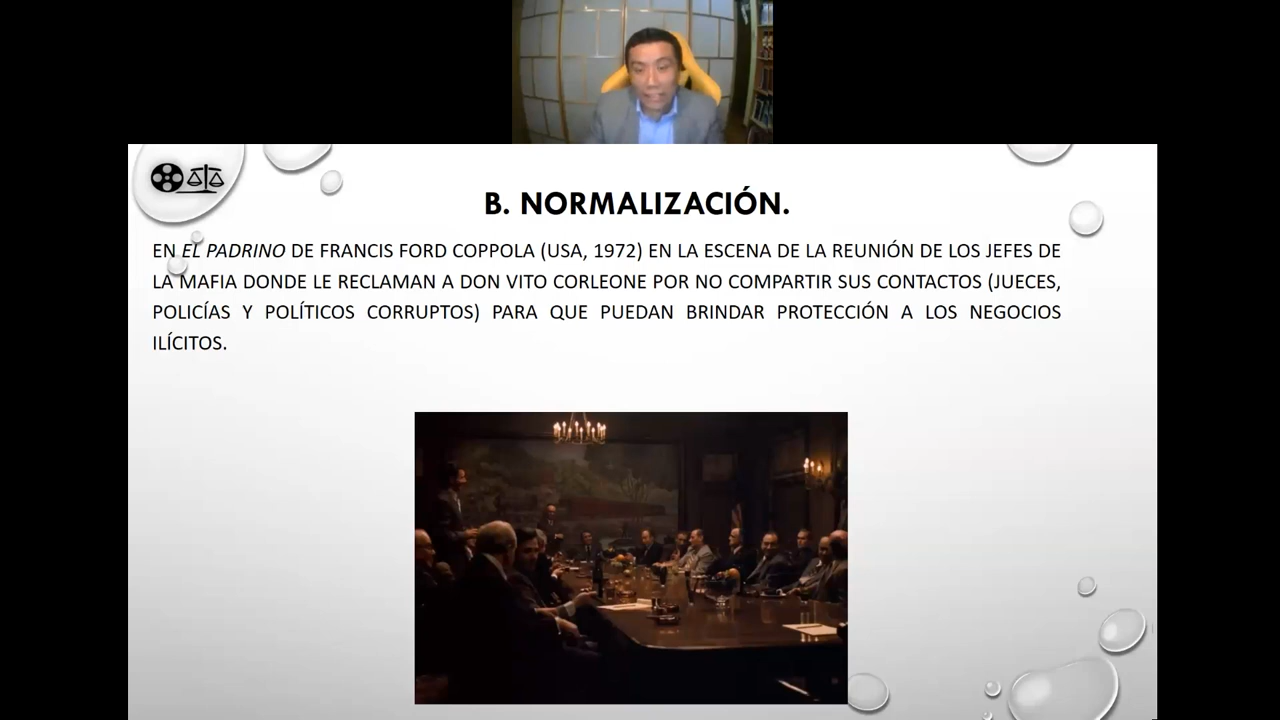 B. NORMALIZACIÓN.
EN EL PADRINO DE FRANCIS FORD COPPOLA (USA, 1972) EN LA ESCENA DE LA REUNIÓN DE LOS JEFES DE
LA MAFIA DONDE LE RECLAMAN A DON VITO CORLEONE POR NO COMPARTIR SUS CONTACTOS (JUECES,
POLICÍAS Y POLÍTICOS CORRUPTOS) PARA QUE PUEDAN BRINDAR PROTECCIÓN A LOS NEGOCIOS
ILÍCITOS.